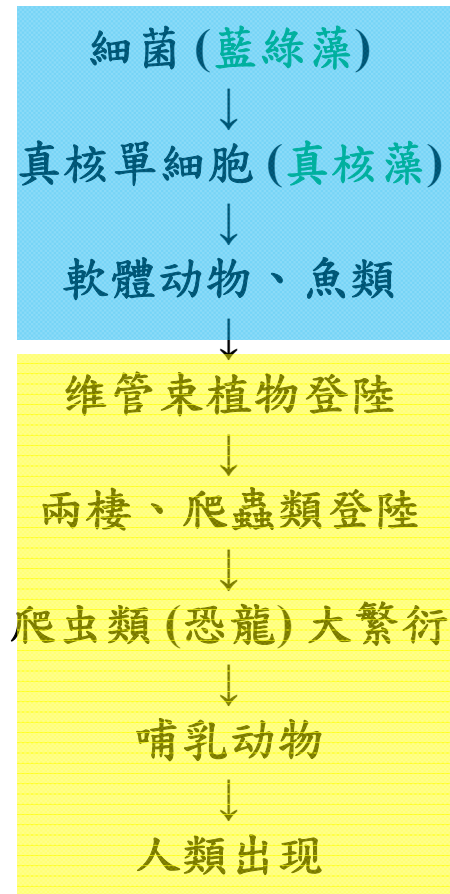 細菌 (藍綠藻)
↓
真核單細胞 (真核藻)
↓
軟體动物、魚類
↓
维管束植物登陸
↓
兩棲、爬蟲類登陸
↓
爬虫類 (恐龍) 大繁衍
↓
哺乳动物
↓
人類出现